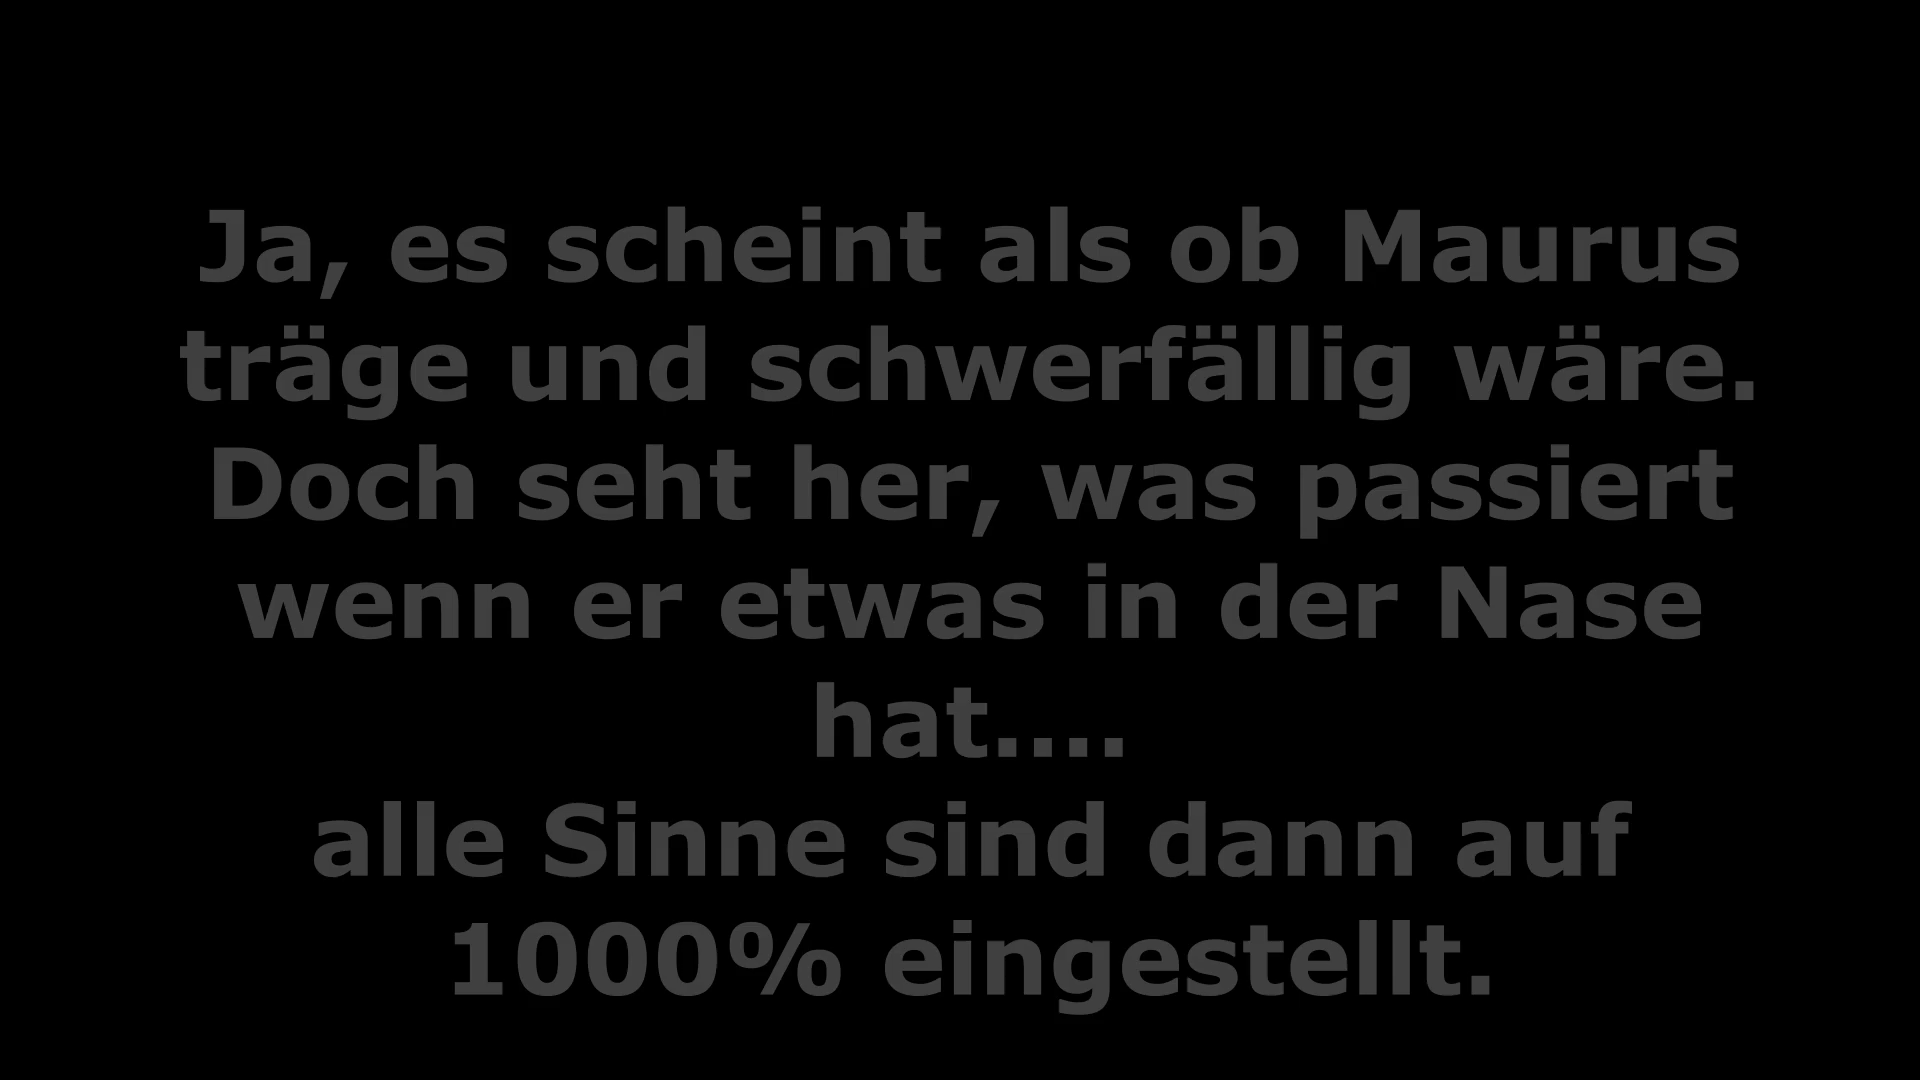 Ja, es scheint als ob Maurus
träge und schwerfällig wäre.
Doch seht her, was passiert
wenn er etwas in der Nase
hat....
alle Sinne sind dann auf
1000% eingestellt.